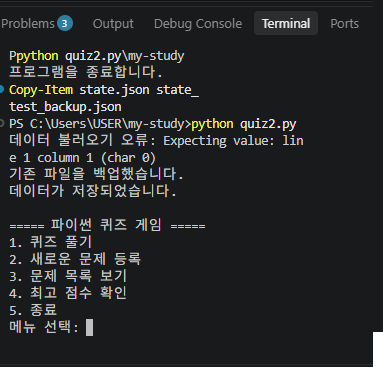 Problems 3 Output Debug Console Terminal Ports
Ppython quiz2.py\my-study
프로그램을 종료합니다.
Copy-Item state.json state_
test_backup.json
PS C:\Users\USER\my-study>python quiz2.py
데이터 불러오기 오류: Expecting value: lin
e 1 column 1 (char 0)
기존 파일을 백업했습니다.
데이터가 저장되었습니다.
===== 파이썬 퀴즈 게임 =====
1. 퀴즈 풀기
2. 새로운 문제 등록
3. 문제 목록 보기
4. 최고 점수 확인
5. 종료
메뉴 선택: